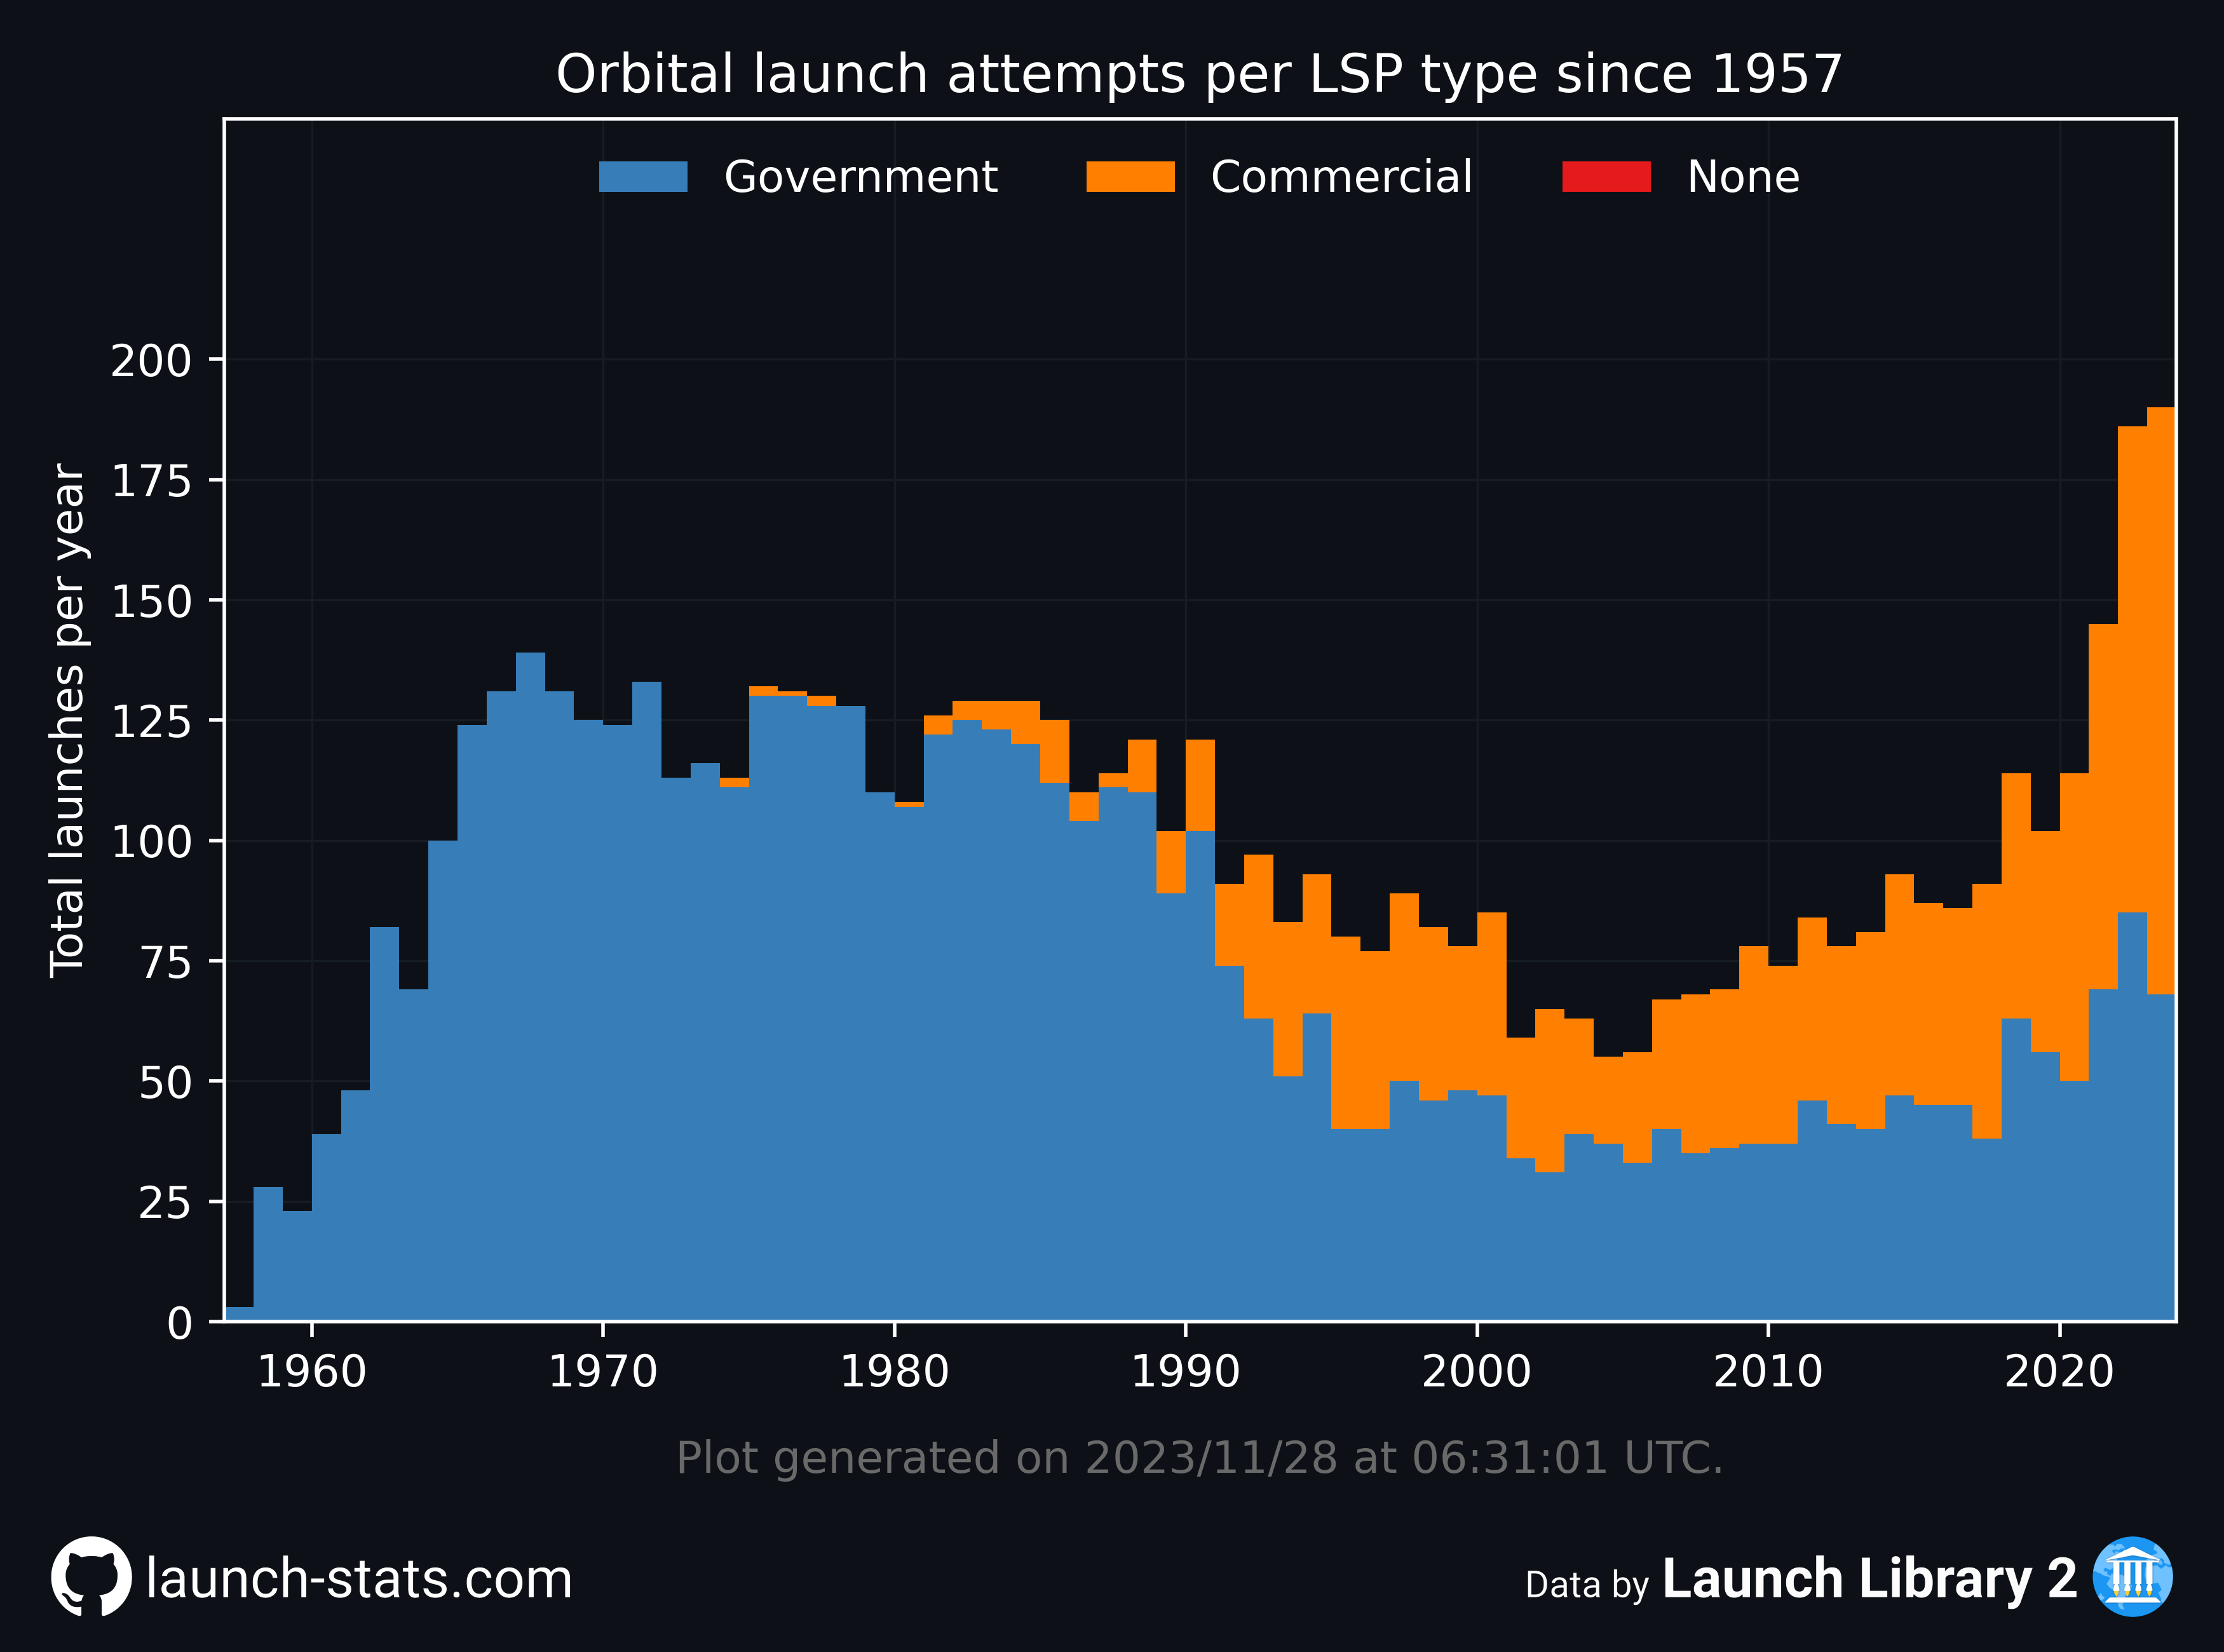 Orbital launch attempts per LSP type since 1957
Government Commercial None
Total launches per year
200
175
150
125
100
75
50
25
0
1960 1970 1980 1990 2000 2010 2020
Plot generated on 2023/11/28 at 06:31:01 UTC.
launch-stats.com
Data by Launch Library 2